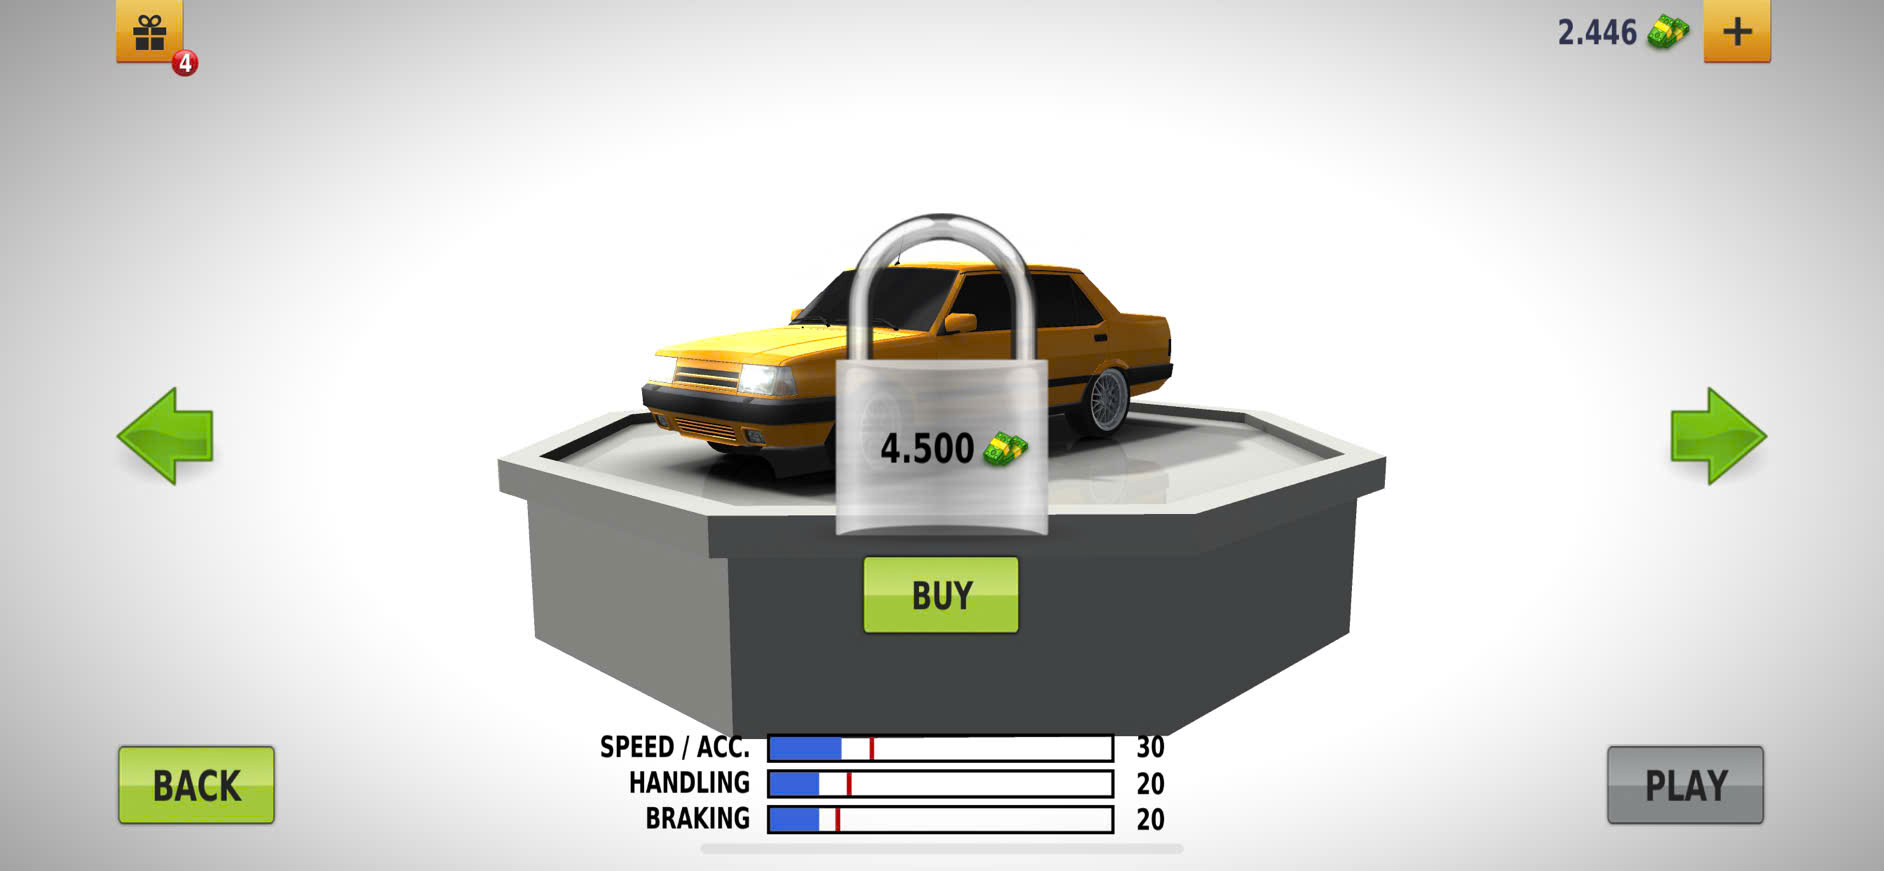 4
2.446
4.500
BUY
SPEED / ACC. 30
HANDLING 20
BRAKING 20
BACK
PLAY